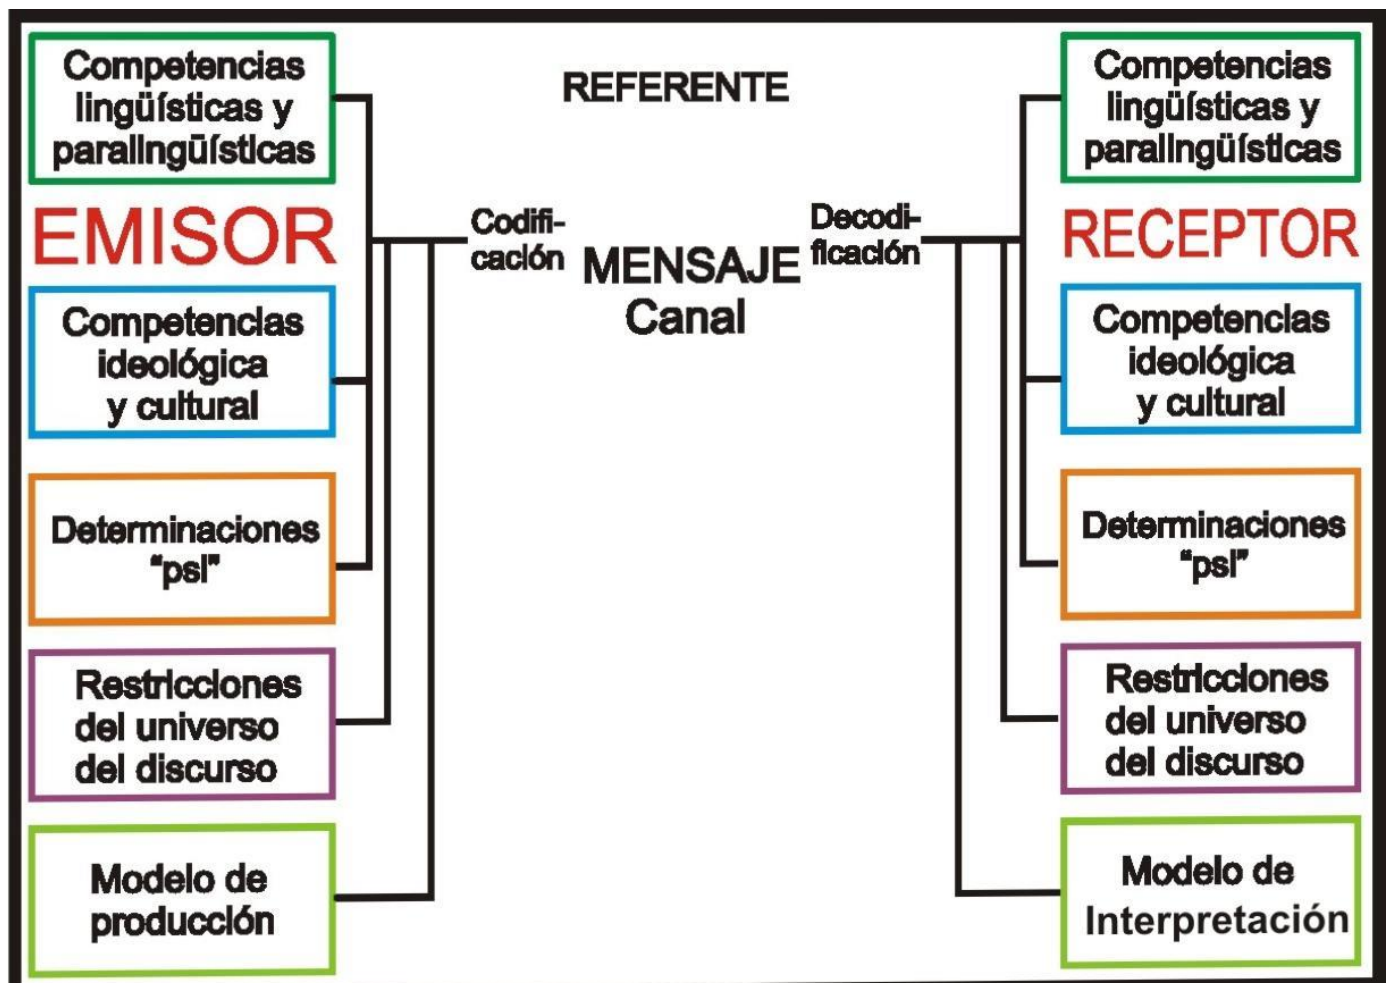 Competencias
lingüísticas y
paralingüísticas
EMISOR
Competencias
ideológica
y cultural
Determinaciones
“psi”
Restricciones
del universo
del discurso
Modelo de
producción
REFERENTE
Codifi-
cación
MENSAJE
Canal
Decodi-
ficación
Competencias
lingüísticas y
paralingüísticas
RECEPTOR
Competencias
ideológica
y cultural
Determinaciones
“psi”
Restricciones
del universo
del discurso
Modelo de
Interpretación